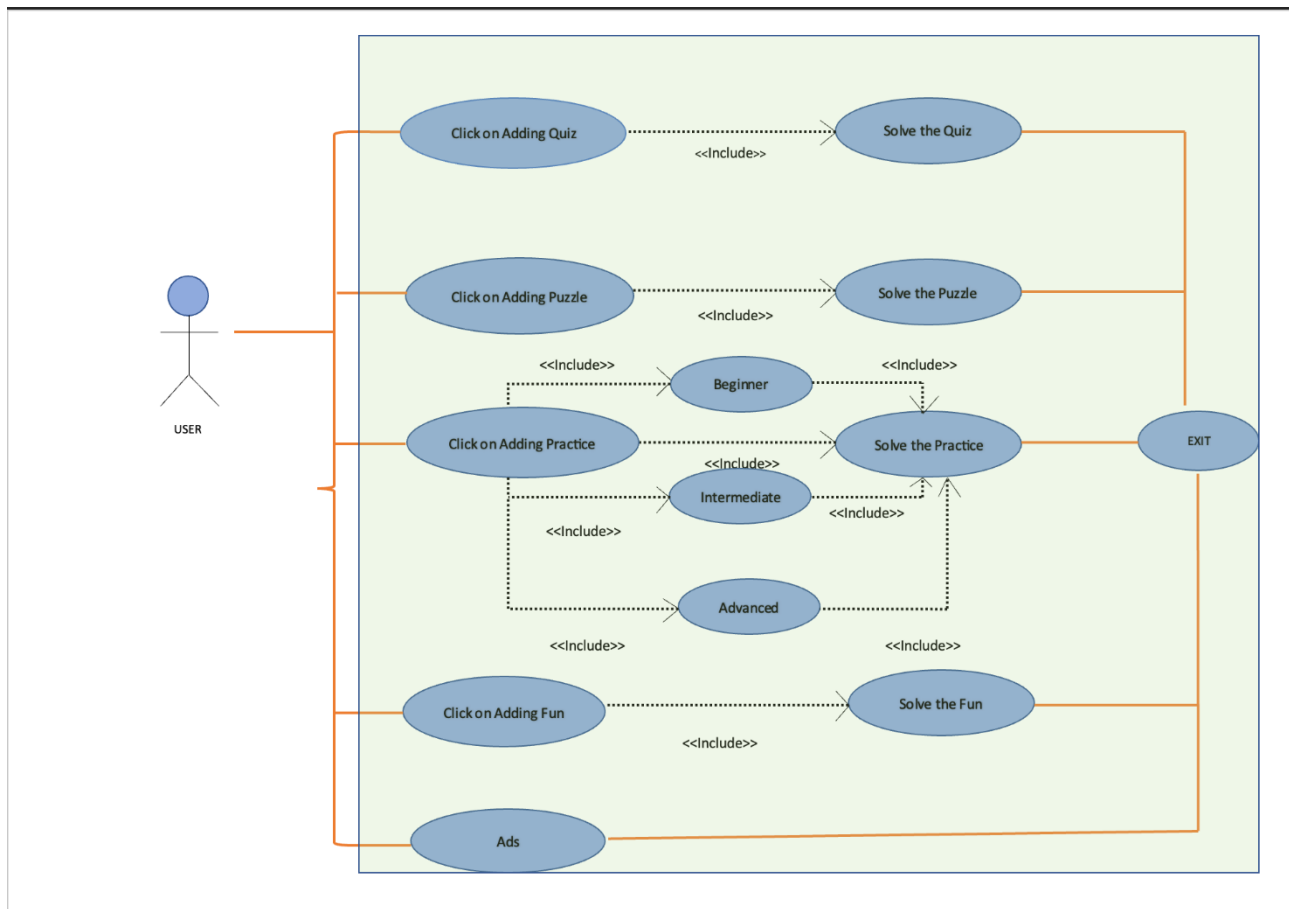 Click on Adding Quiz
Solve the Quiz
<<Include>>
Click on Adding Puzzle
Solve the Puzzle
<<Include>>
<<Include>>
Beginner
<<Include>>
USER
Click on Adding Practice
Solve the Practice
EXIT
<<Include>>
Intermediate
<<Include>>
<<Include>>
Advanced
<<Include>>
<<Include>>
Click on Adding Fun
Solve the Fun
<<Include>>
Ads